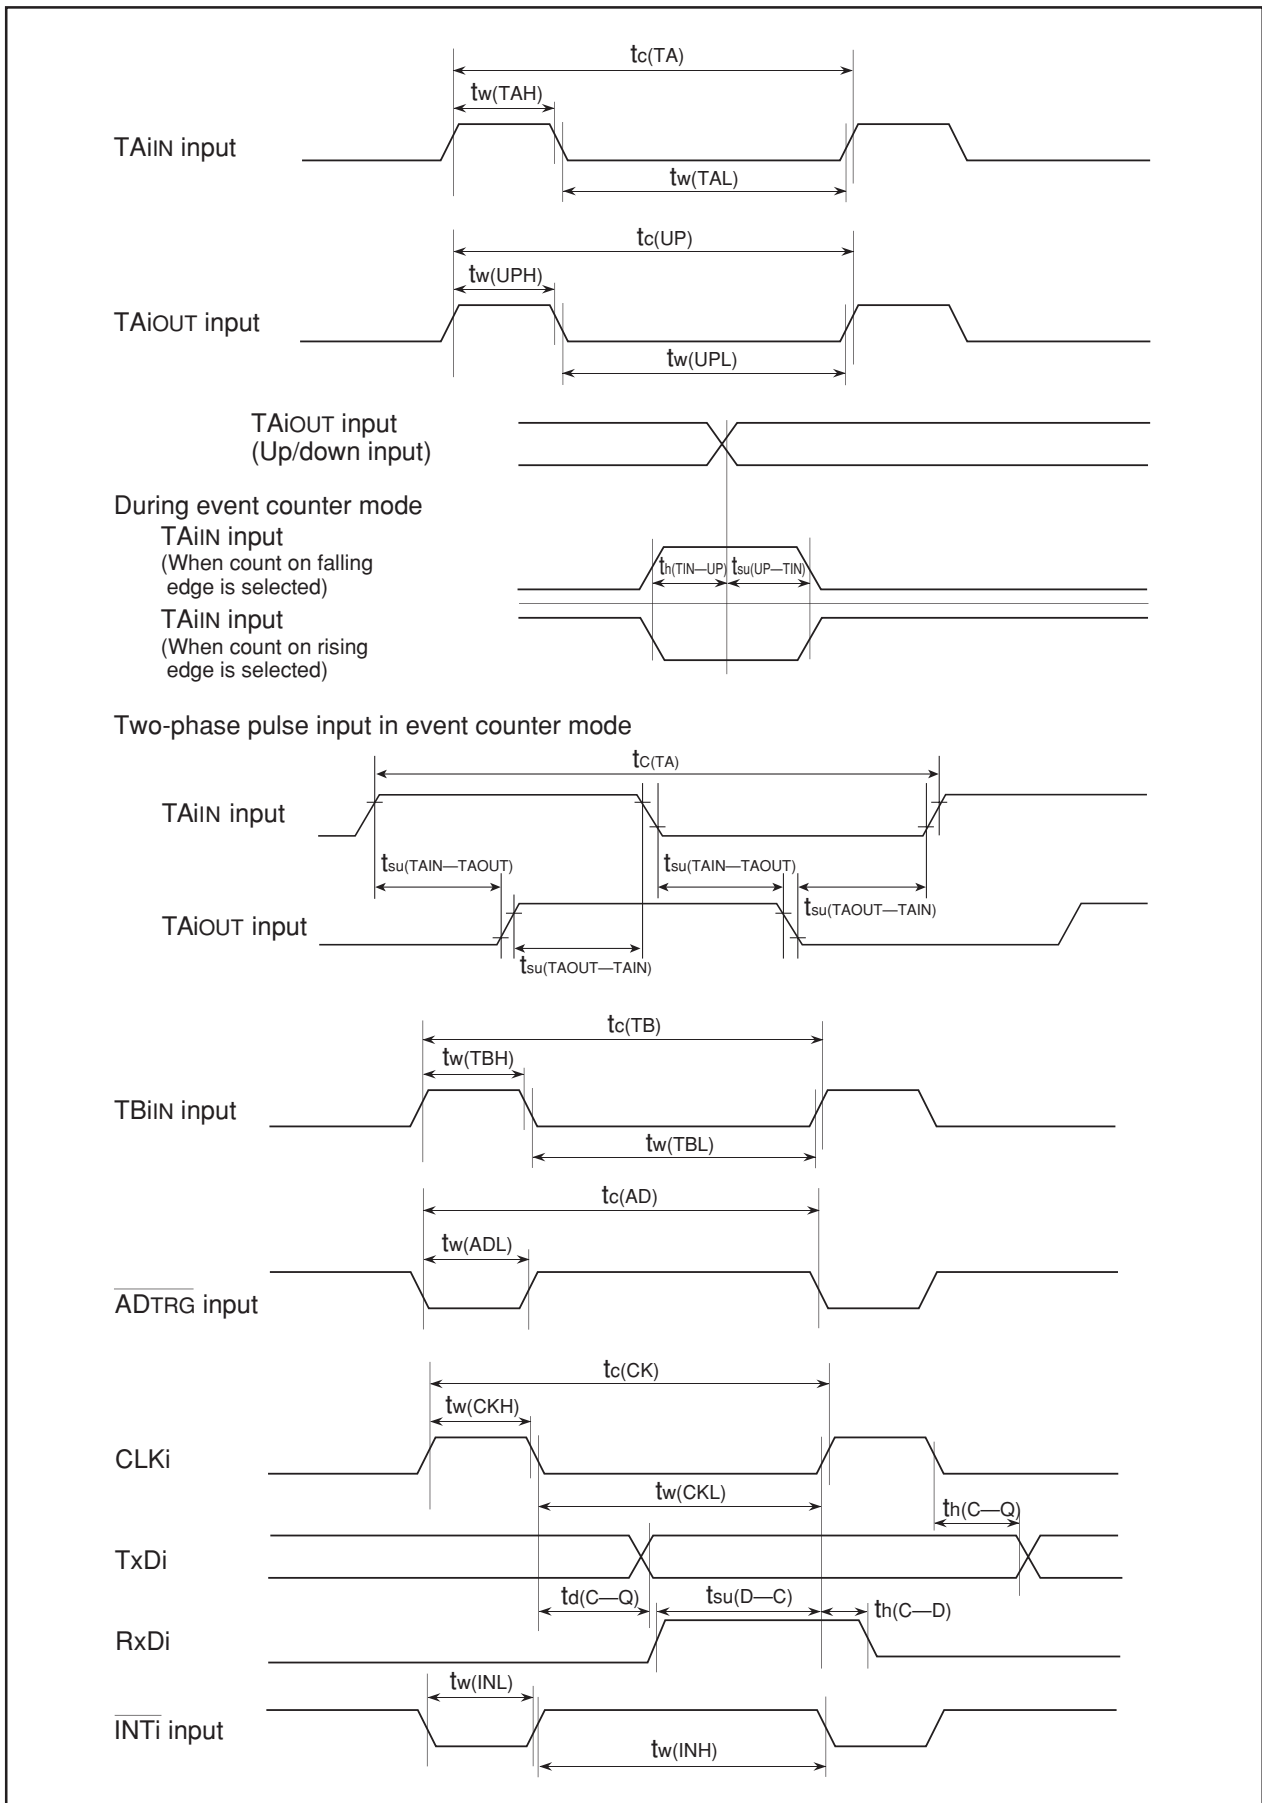 tc(TA)
tw(TAH)
TAiIN input
tw(TAL)
tc(UP)
tw(UPH)
TAiOUT input
tw(UPL)
TAiOUT input
(Up/down input)
During event counter mode
TAiIN input
(When count on falling
edge is selected)
th(TIN—UP) tsu(UP—TIN)
TAiIN input
(When count on rising
edge is selected)
Two-phase pulse input in event counter mode
tC(TA)
TAiIN input
tsu(TAIN—TAOUT) tsu(TAIN—TAOUT)
tsu(TAOUT—TAIN)
TAiOUT input
tsu(TAOUT—TAIN)
tc(TB)
tw(TBH)
TBiIN input
tw(TBL)
tc(AD)
tw(ADL)
ADTRG input
tc(CK)
tw(CKH)
CLKi
tw(CKL)
th(C—Q)
TxDi
td(C—Q) tsu(D—C) th(C—D)
RxDi
tw(INL)
INTi input
tw(INH)